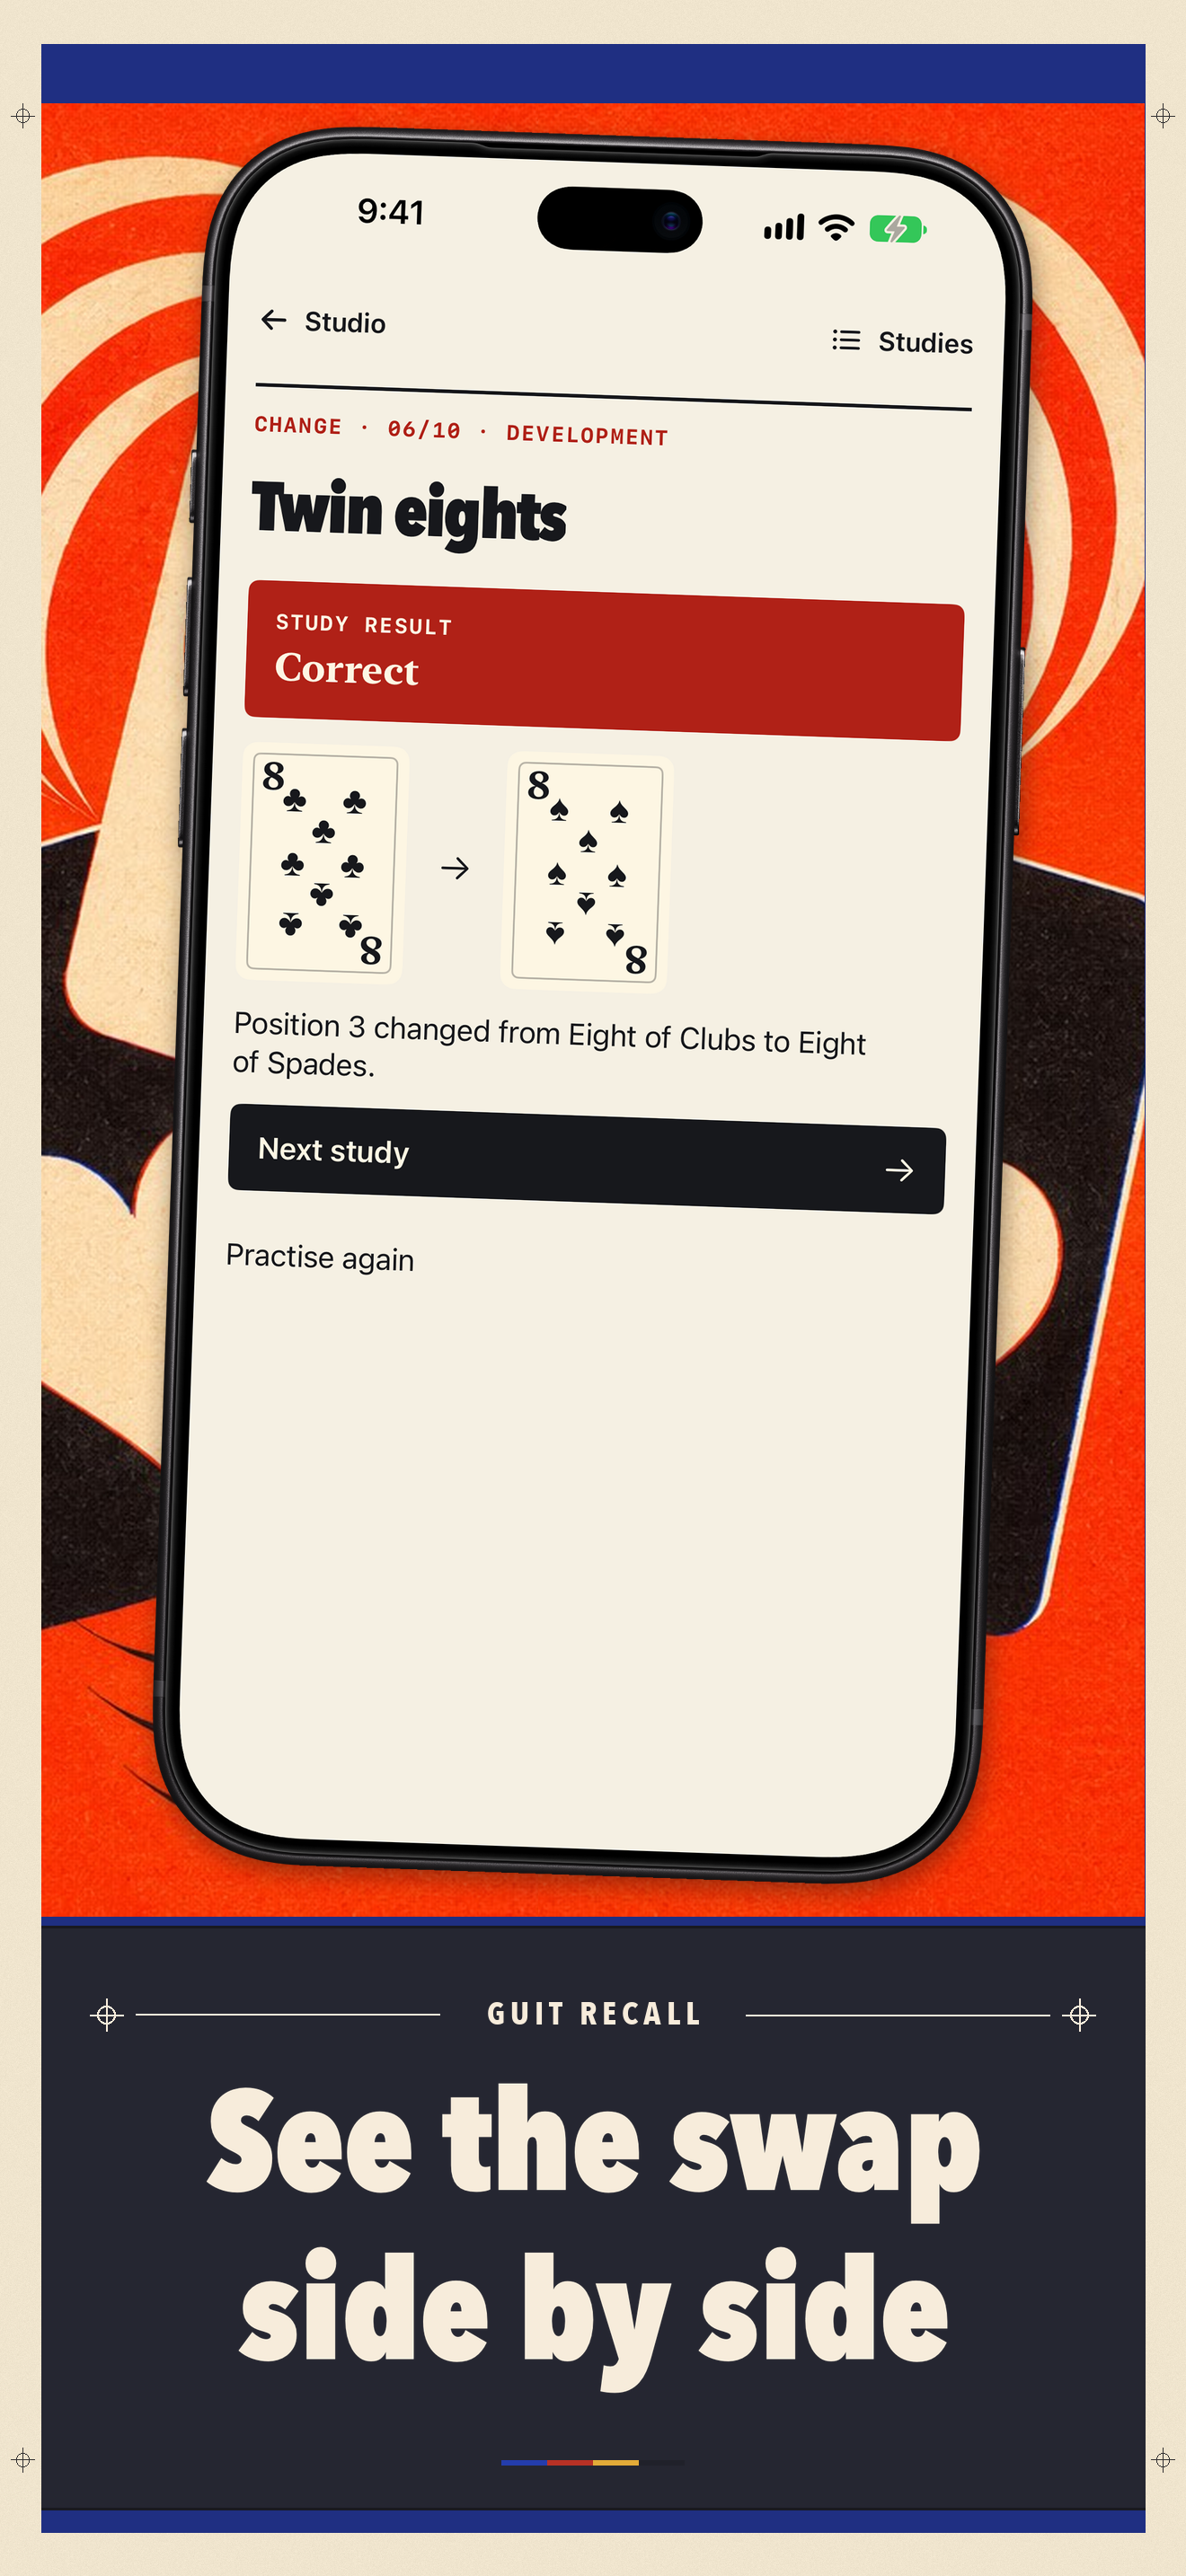 9:41
Studio
Studies
CHANGE · 06/10 · DEVELOPMENT
Twin eights
STUDY RESULT
Correct
8
8
8
8
Position 3 changed from Eight of Clubs to Eight
of Spades.
Next study
Practise again
GUIT RECALL
See the swap
side by side